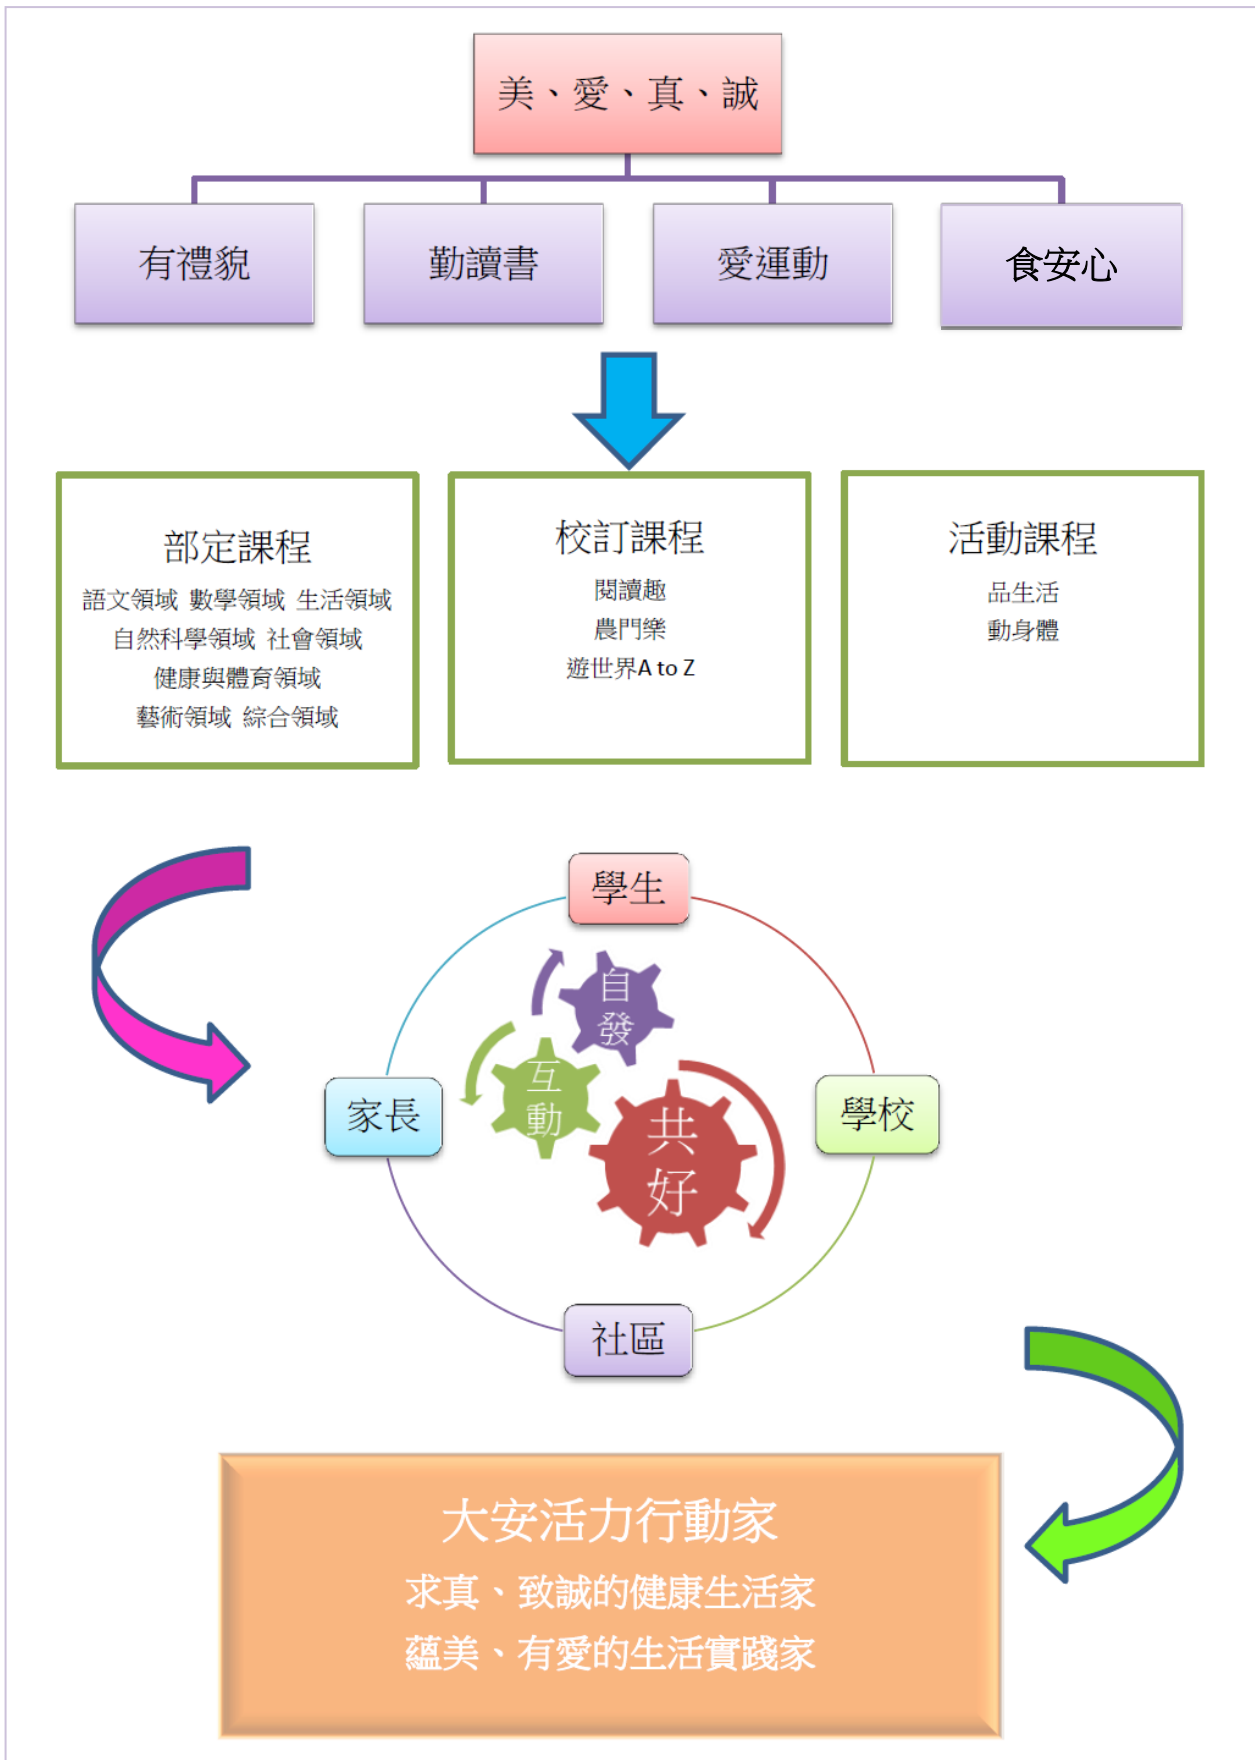 美、愛、真、誠
有禮貌
勤讀書
愛運動
食安心
部定課程
語文領域 數學領域 生活領域
自然科學領域 社會領域
健康與體育領域
藝術領域 綜合領域
校訂課程
閱讀趣
農門樂
遊世界A to Z
活動課程
品生活
動身體
學生
自
發
互
動
共
好
家長
學校
社區
大安活力行動家
求真、致誠的健康生活家
蘊美、有愛的生活實踐家